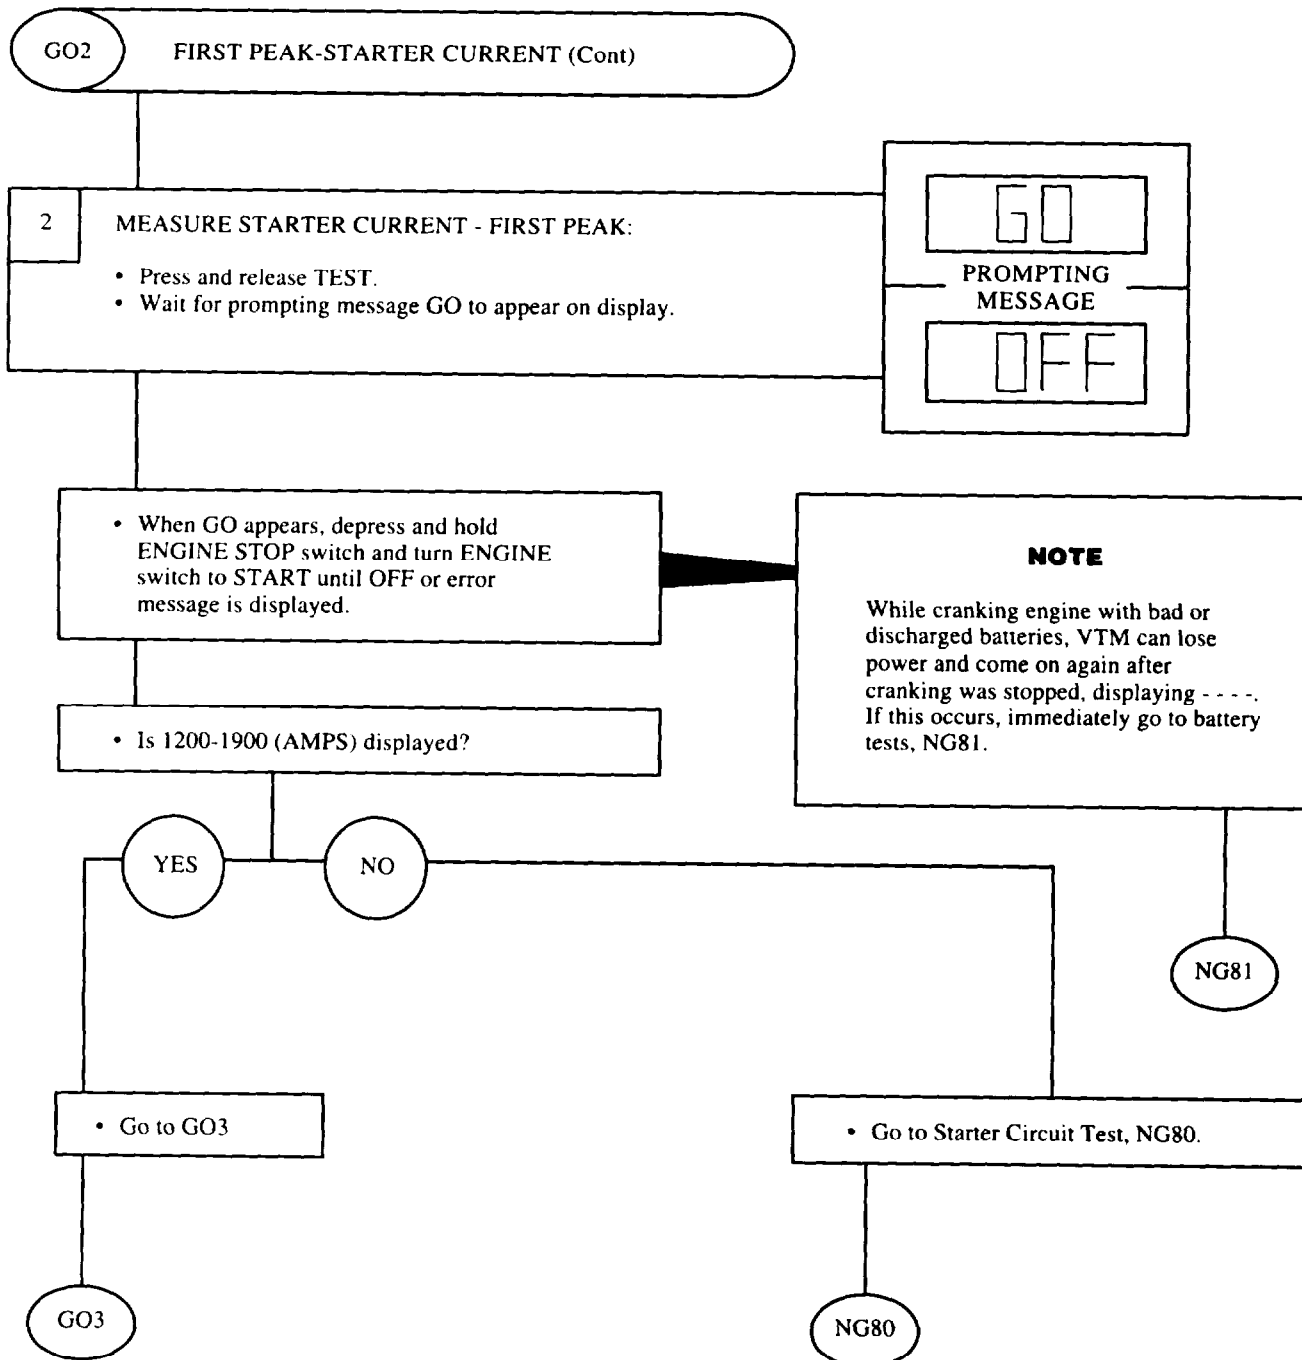 GO2
FIRST PEAK-STARTER CURRENT (Cont)
2
MEASURE STARTER CURRENT - FIRST PEAK:
• Press and release TEST.
• Wait for prompting message GO to appear on display.
GO
PROMPTING
MESSAGE
OFF
• When GO appears, depress and hold
ENGINE STOP switch and turn ENGINE
switch to START until OFF or error
message is displayed.
NOTE
While cranking engine with bad or
discharged batteries, VTM can lose
power and come on again after
cranking was stopped, displaying - - - -.
If this occurs, immediately go to battery
tests, NG81.
• Is 1200-1900 (AMPS) displayed?
YES
NO
NG81
• Go to GO3
• Go to Starter Circuit Test, NG80.
GO3
NG80